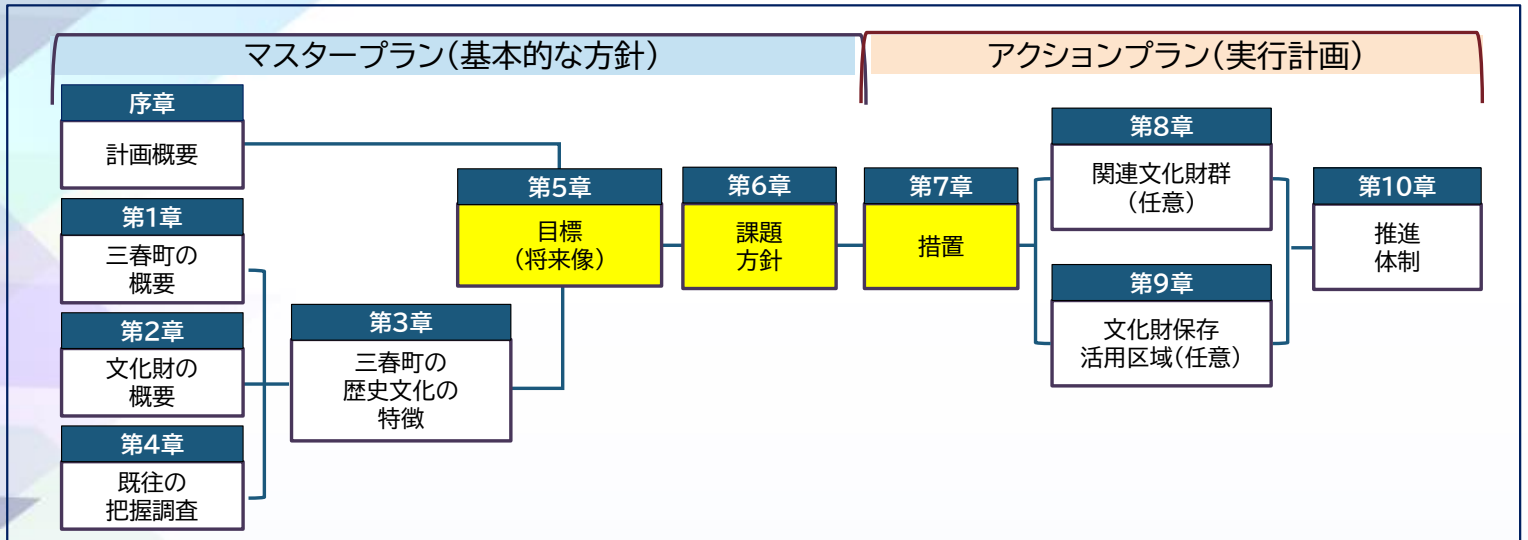 マスタープラン(基本的な方針)
アクションプラン(実行計画)
序章
計画概要
第1章
三春町の
概要
第2章
文化財の
概要
第4章
既往の
把握調査
第3章
三春町の
歴史文化の
特徴
第5章
目標
(将来像)
第6章
課題
方針
第7章
措置
第8章
関連文化財群
(任意)
第9章
文化財保存
活用区域(任意)
第10章
推進
体制